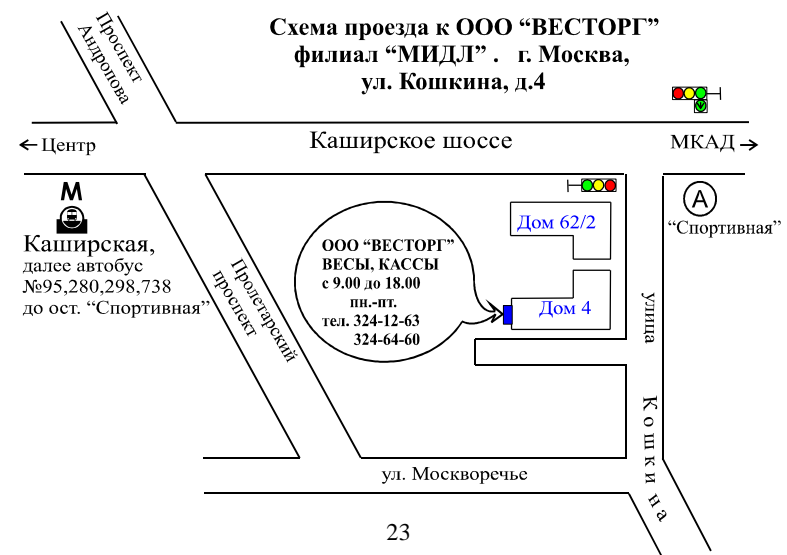 Схема проезда к ООО “ВЕСТОРГ”
филиал “МИДЛ” . г. Москва,
ул. Кошкина, д.4
Проспект
Андропова
← Центр
Каширское шоссе
МКАД →
М
Каширская,
далее автобус
№95,280,298,738
до ост. “Спортивная”
А
“Спортивная”
Дом 62/2
ООО “ВЕСТОРГ”
ВЕСЫ, КАССЫ
с 9.00 до 18.00
пн.-пт.
тел. 324-12-63
324-64-60
Дом 4
Пролетарский
проспект
улица Кошкина
ул. Москворечье
23